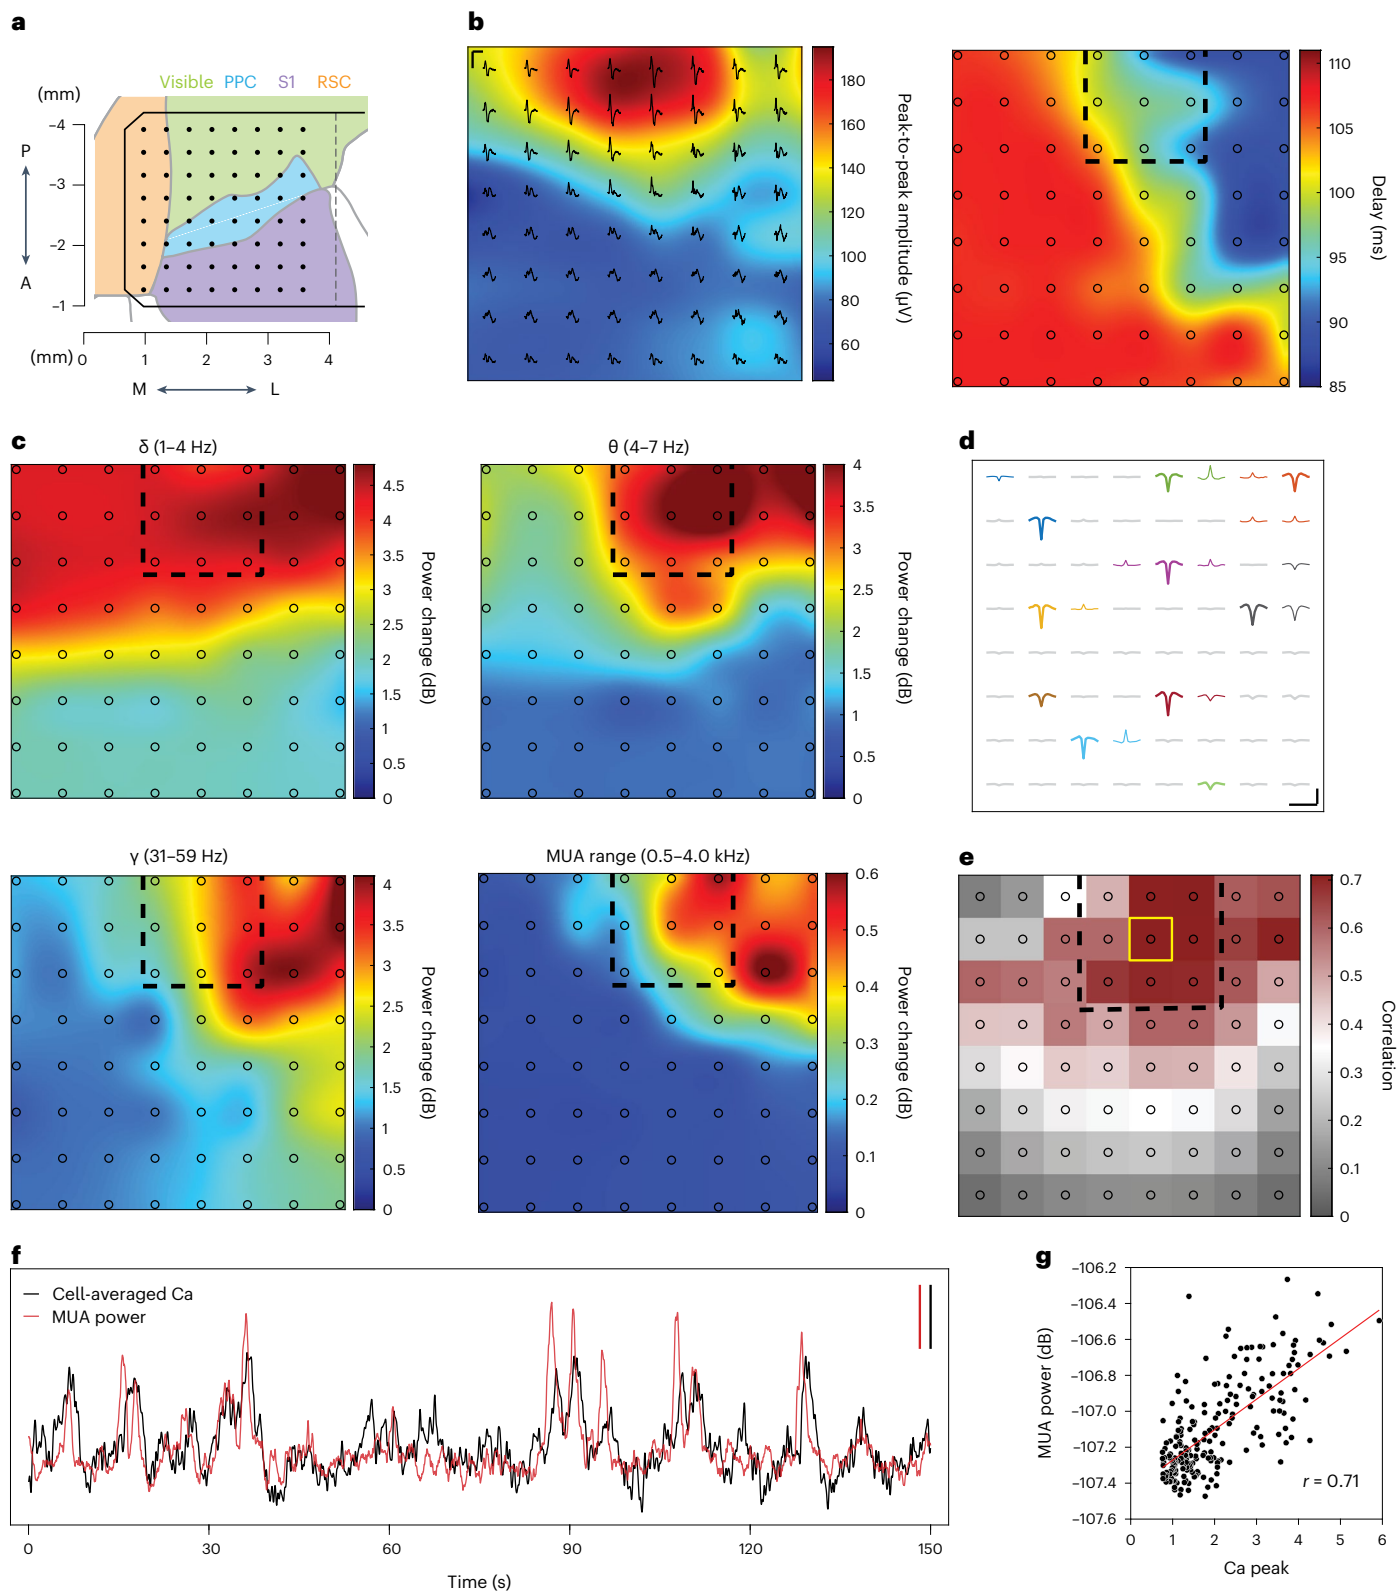 a
Visible PPC S1 RSC
(mm)
–4
P
–3
–2
A
–1
(mm) 0 1 2 3 4
M L
b
180
160
140
120
100
80
60
Peak-to-peak amplitude (µV)
110
105
100
95
90
85
Delay (ms)
c
δ (1–4 Hz)
4.5
4
3.5
3
2.5
2
1.5
1
0.5
0
Power change (dB)
θ (4–7 Hz)
4
3.5
3
2.5
2
1.5
1
0.5
0
Power change (dB)
d
γ (31–59 Hz)
4
3.5
3
2.5
2
1.5
1
0.5
0
Power change (dB)
MUA range (0.5–4.0 kHz)
0.6
0.5
0.4
0.3
0.2
0.1
0
Power change (dB)
e
0.7
0.6
0.5
0.4
0.3
0.2
0.1
0
Correlation
f
Cell-averaged Ca
MUA power
0 30 60 90 120 150
Time (s)
g
–106.2
–106.4
–106.6
–106.8
–107.0
–107.2
–107.4
–107.6
MUA power (dB)
r = 0.71
0 1 2 3 4 5 6
Ca peak